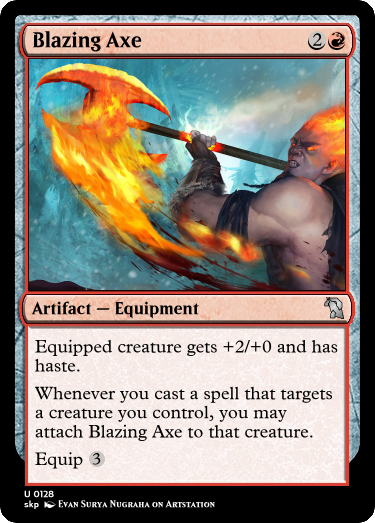 Blazing Axe 2
Artifact — Equipment
Equipped creature gets +2/+0 and has
haste.
Whenever you cast a spell that targets
a creature you control, you may
attach Blazing Axe to that creature.
Equip 3
U 0128
skp Evan Surya Nugraha on Artstation